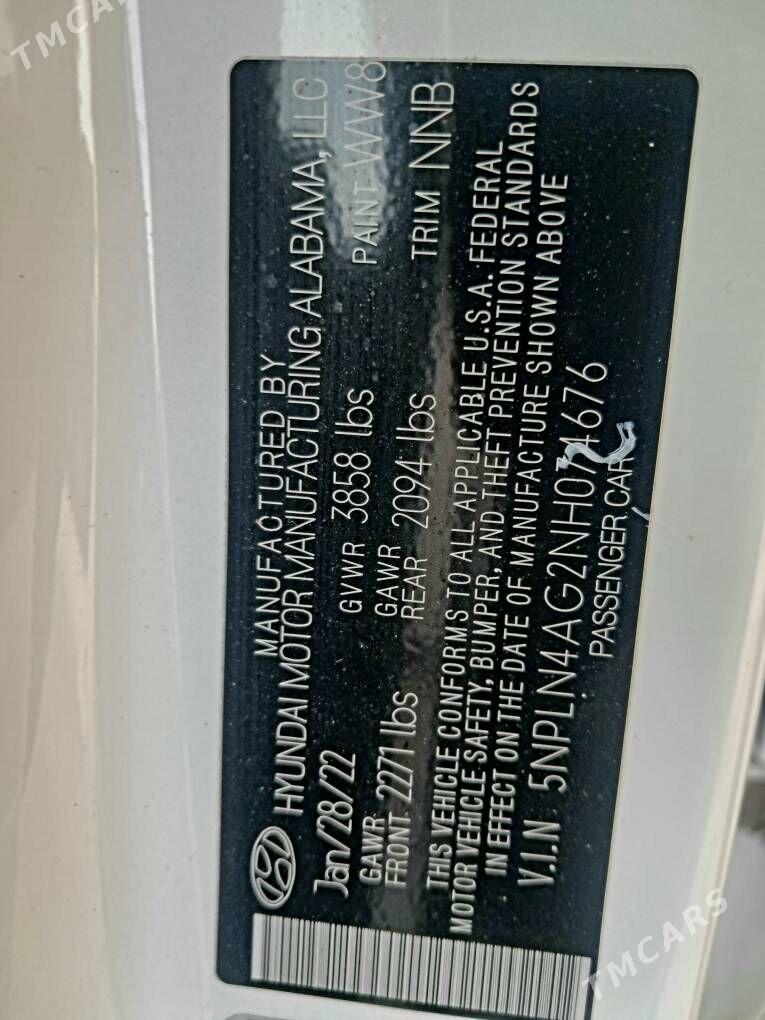 TMCARS
MANUFACTURED BY
HYUNDAI MOTOR MANUFACTURING ALABAMA, LLC
Jan/28/22 GVWR 3858 lbs PAINT WW8
GAWR FRONT 2271 lbs GAWR REAR 2094 lbs TRIM NNB
THIS VEHICLE CONFORMS TO ALL APPLICABLE U.S.A. FEDERAL
MOTOR VEHICLE SAFETY, BUMPER, AND THEFT PREVENTION STANDARDS
IN EFFECT ON THE DATE OF MANUFACTURE SHOWN ABOVE
V.I.N 5NPLN4AG2NH074676
PASSENGER CAR
TMCARS